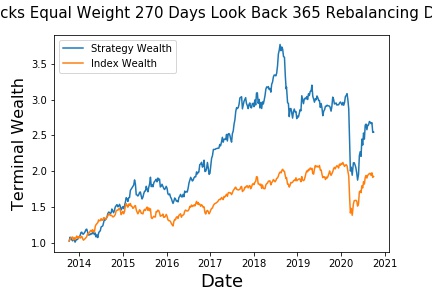 cks Equal Weight 270 Days Look Back 365 Rebalancing D
Strategy Wealth
Index Wealth
Terminal Wealth
3.5
3.0
2.5
2.0
1.5
1.0
2014 2015 2016 2017 2018 2019 2020 2021
Date